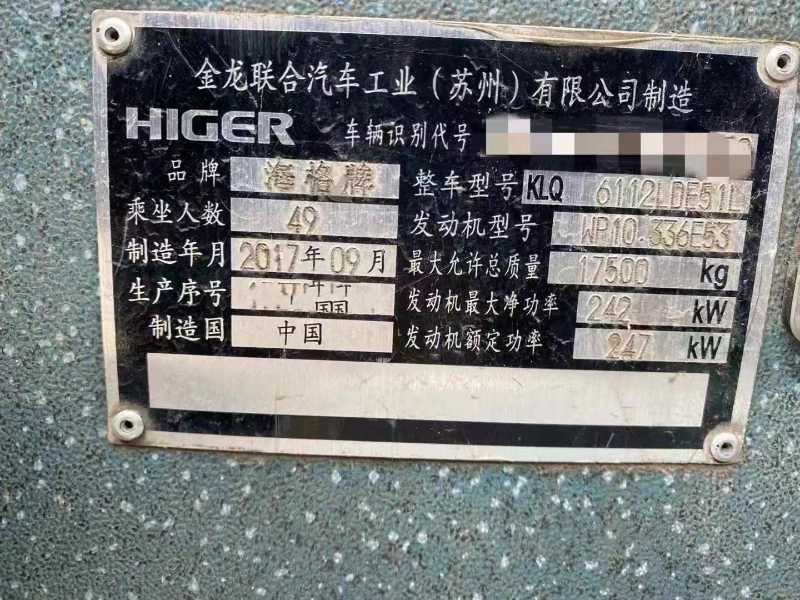 金龙联合汽车工业（苏州）有限公司制造
HIGER 车辆识别代号
品牌 海格牌 整车型号 KLQ 6112LDE51L
乘坐人数 49 发动机型号 WP10.336E53
制造年月 2017年09月 最大允许总质量 17500 kg
生产序号 发动机最大净功率 242 kW
制造国 中国 发动机额定功率 247 kW